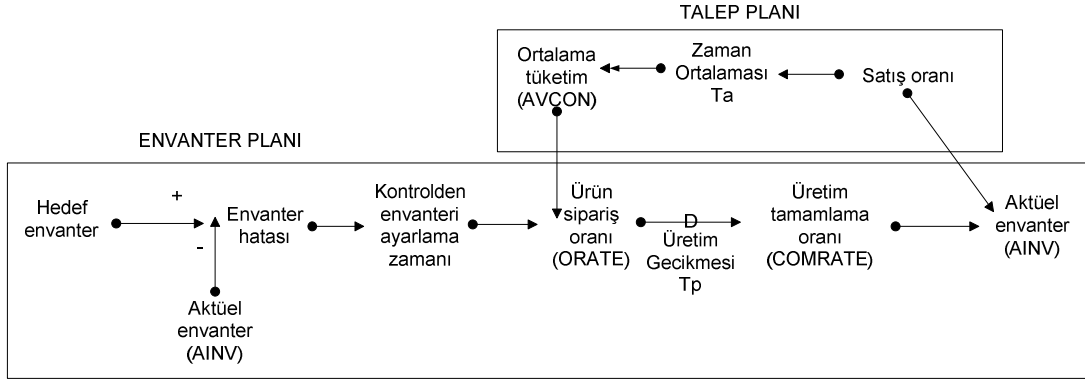 TALEP PLANI
Ortalama
tüketim
(AVCON)
Zaman
Ortalaması
Ta
Satış oranı
ENVANTER PLANI
Hedef
envanter
+
-
Envanter
hatası
Aktüel
envanter
(AINV)
Kontrolden
envanteri
ayarlama
zamanı
Ürün
sipariş
oranı
(ORATE)
D
Üretim
Gecikmesi
Tp
Üretim
tamamlama
oranı
(COMRATE)
Aktüel
envanter
(AINV)